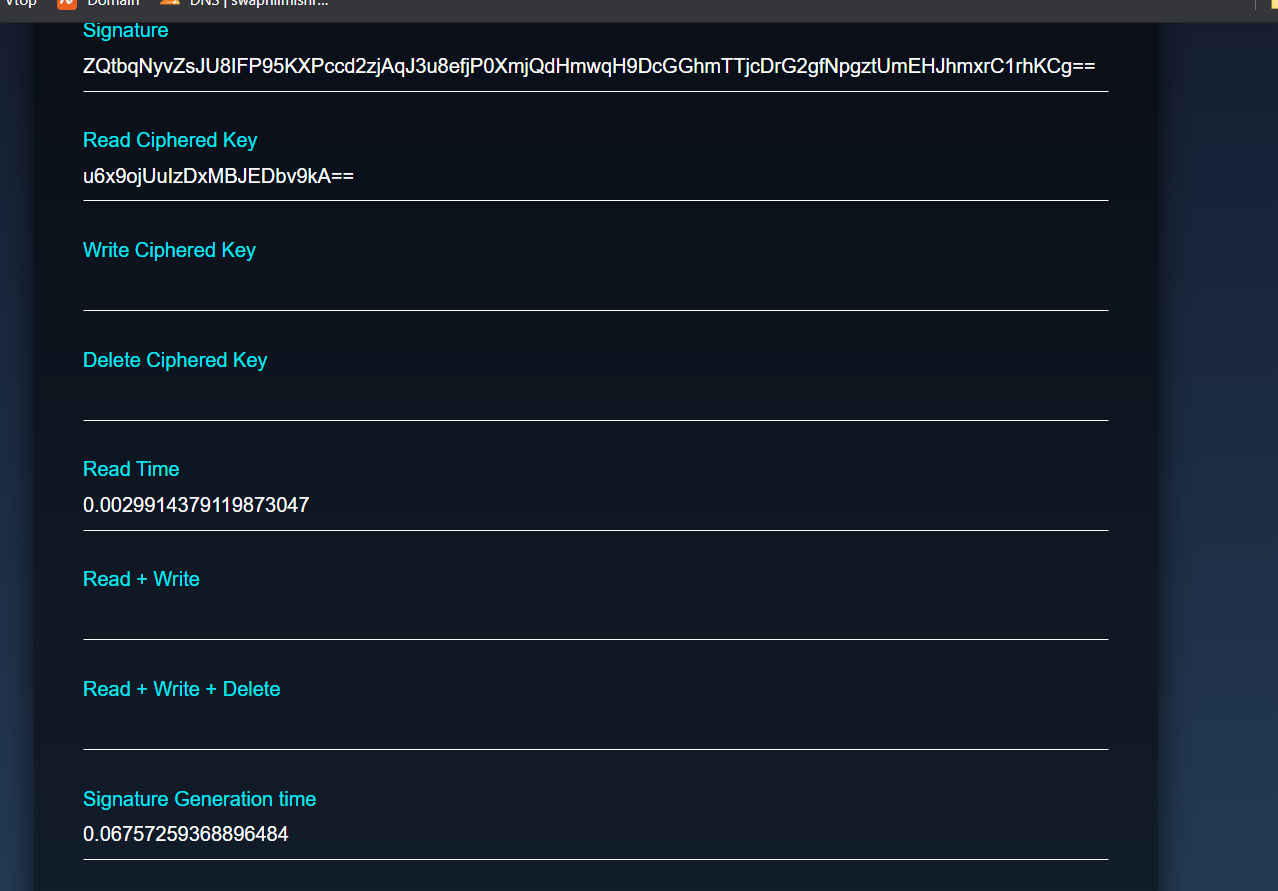 Vtop Domain DNS | swapnilmishr...
Signature
ZQtbqNyvZsJU8IFP95KXPccd2zjAqJ3u8efjP0XmjQdHmwqH9DcGGhmTTjcDrG2gfNpgztUmEHJhmxrC1rhKCg==
Read Ciphered Key
u6x9ojUuIzDxMBJEDbv9kA==
Write Ciphered Key
Delete Ciphered Key
Read Time
0.0029914379119873047
Read + Write
Read + Write + Delete
Signature Generation time
0.06757259368896484